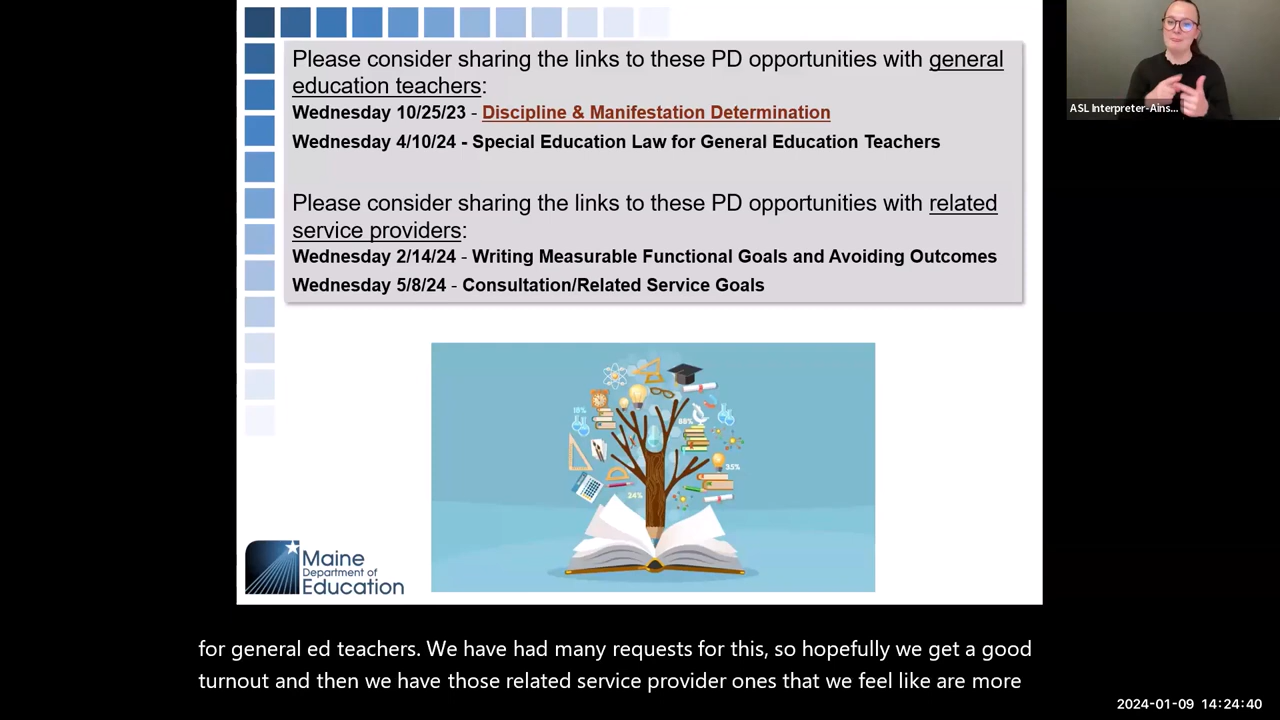 Please consider sharing the links to these PD opportunities with general
education teachers:
Wednesday 10/25/23 - Discipline & Manifestation Determination
Wednesday 4/10/24 - Special Education Law for General Education Teachers
Please consider sharing the links to these PD opportunities with related
service providers:
Wednesday 2/14/24 - Writing Measurable Functional Goals and Avoiding Outcomes
Wednesday 5/8/24 - Consultation/Related Service Goals
ASL Interpreter-Ains...
18%
88%
35%
24%
Maine
Department of
Education
for general ed teachers. We have had many requests for this, so hopefully we get a good
turnout and then we have those related service provider ones that we feel like are more
2024-01-09 14:24:40